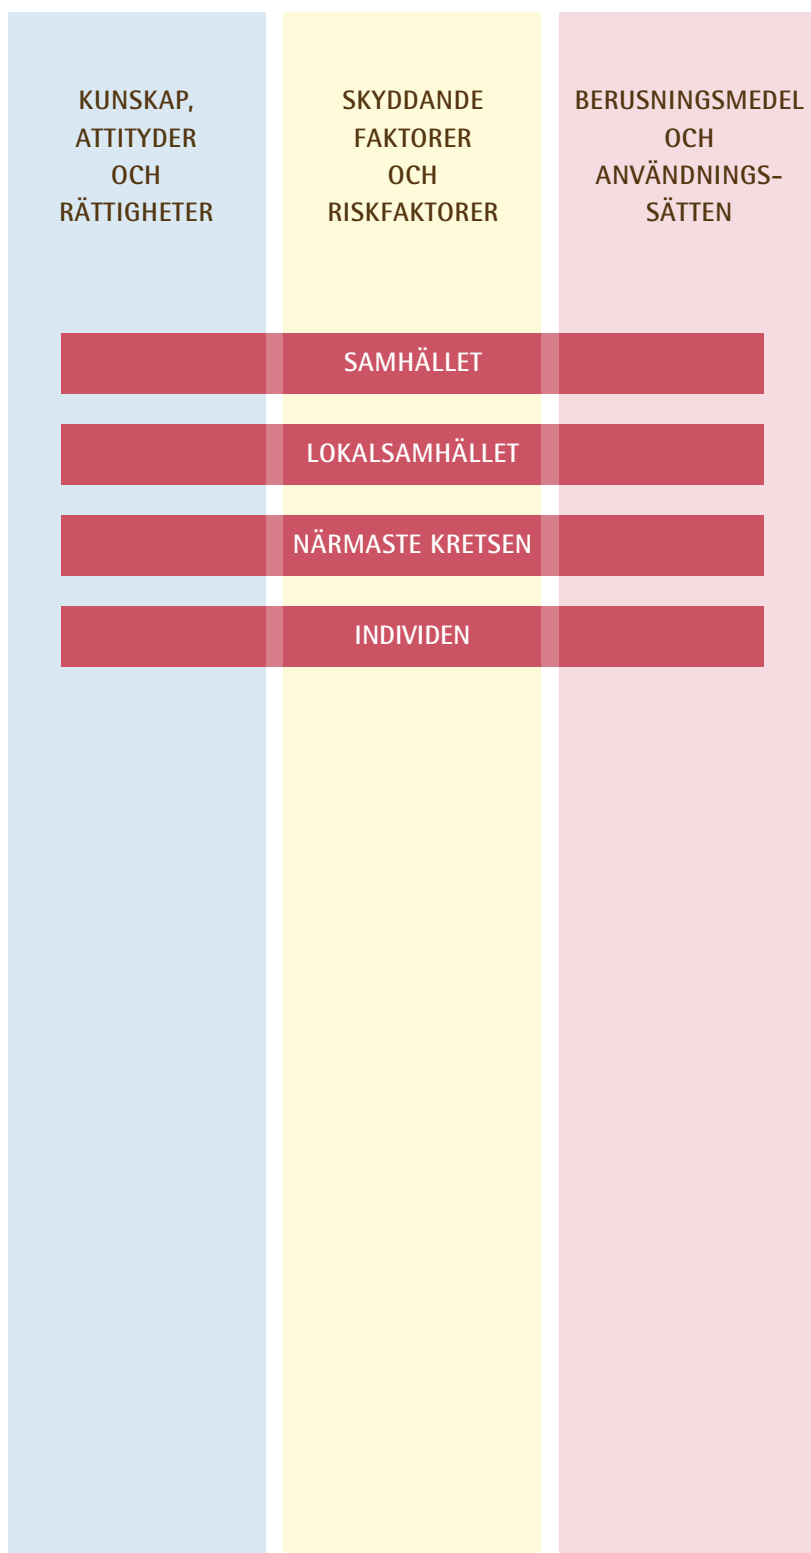 KUNSKAP,
ATTITYDER
OCH
RÄTTIGHETER
SKYDDANDE
FAKTORER
OCH
RISKFAKTORER
BERUSNINGSMEDEL
OCH
ANVÄNDNINGS-
SÄTTEN
SAMHÄLLET
LOKALSAMHÄLLET
NÄRMASTE KRETSEN
INDIVIDEN